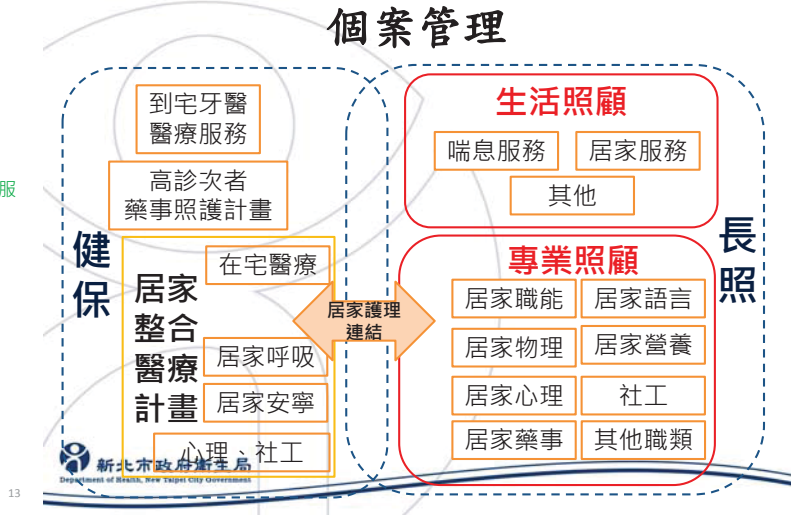 個案管理
到宅牙醫
醫療服務
高診次者
藥事照護計畫
健
保
居家
整合
醫療
計畫
在宅醫療
居家呼吸
居家安寧
心理、社工
居家護理
連結
生活照顧
喘息服務
居家服務
其他
專業照顧
居家職能
居家語言
居家物理
居家營養
居家心理
社工
居家藥事
其他職類
長
照
服
新北市政府衛生局
Department of Health, New Taipei City Government
13